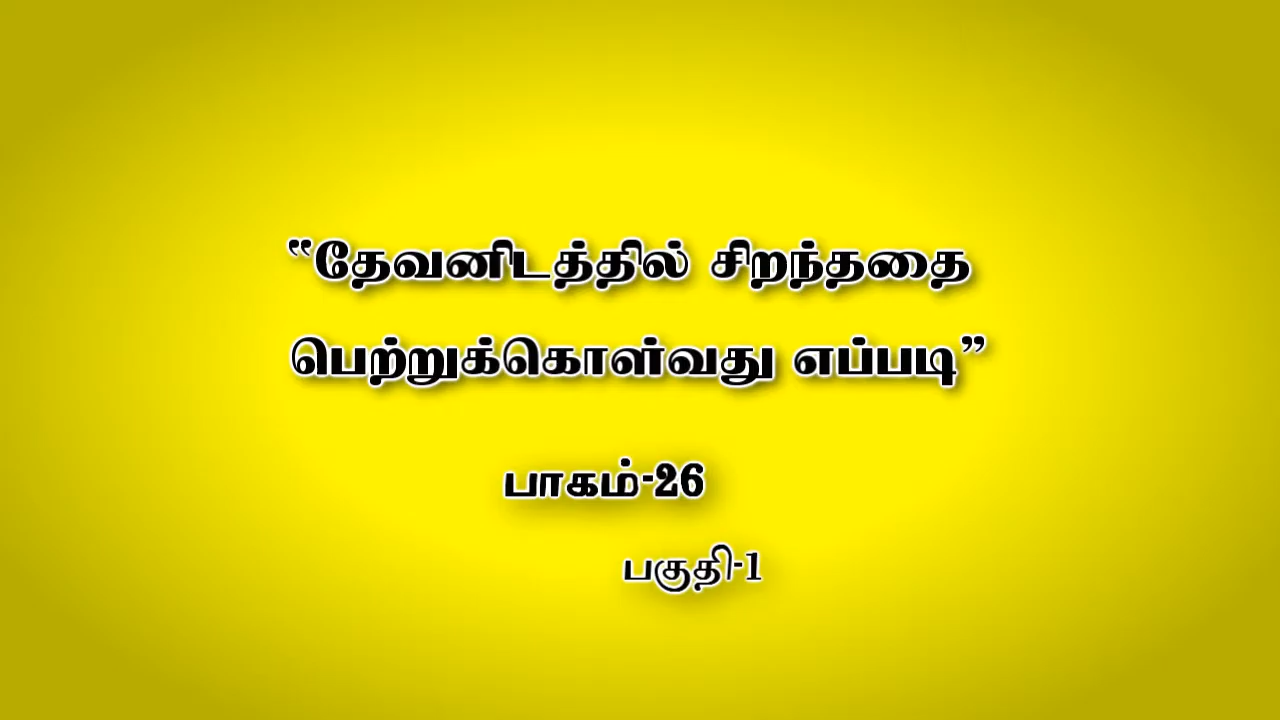 “தேவனிடத்தில் சிறந்ததை
பெற்றுக்கொள்வது எப்படி”
பாகம்-26
பகுதி-1